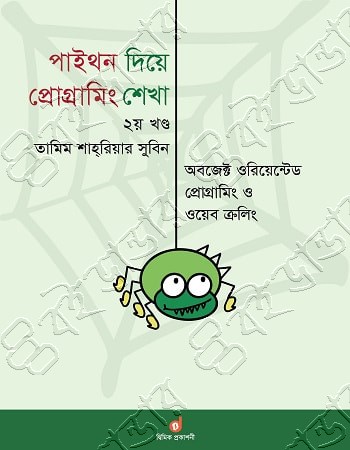 পাইথন দিয়ে
প্রোগ্রামিং শেখা
২য় খণ্ড
তামিম শাহ্‌রিয়ার সুবিন
অবজেক্ট ওরিয়েন্টেড
প্রোগ্রামিং ও
ওয়েব ক্রলিং
দ্বিমিক প্রকাশনী